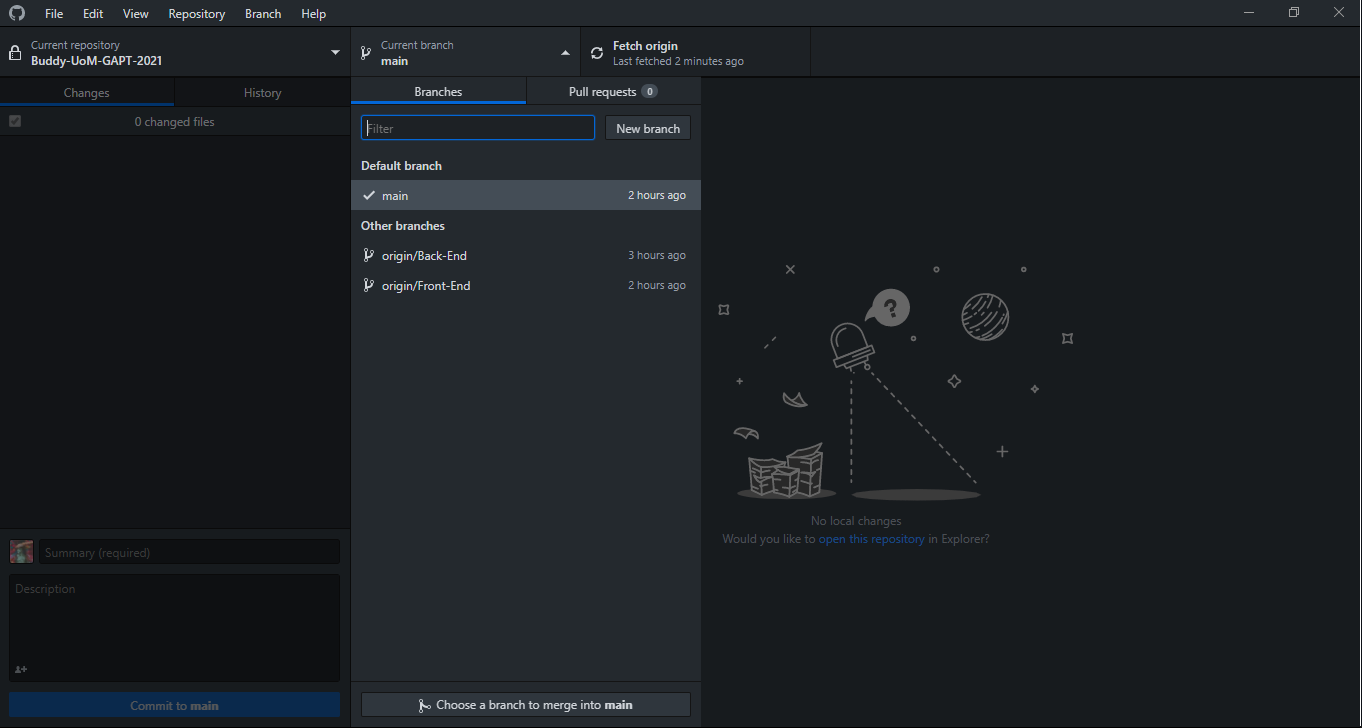 File Edit View Repository Branch Help
Current repository
Buddy-UoM-GAPT-2021
Current branch
main
Fetch origin
Last fetched 2 minutes ago
Changes History
0 changed files
Summary (required)
Description
Commit to main
Branches Pull requests 0
Filter New branch
Default branch
main 2 hours ago
Other branches
origin/Back-End 3 hours ago
origin/Front-End 2 hours ago
Choose a branch to merge into main
?
No local changes
Would you like to open this repository in Explorer?